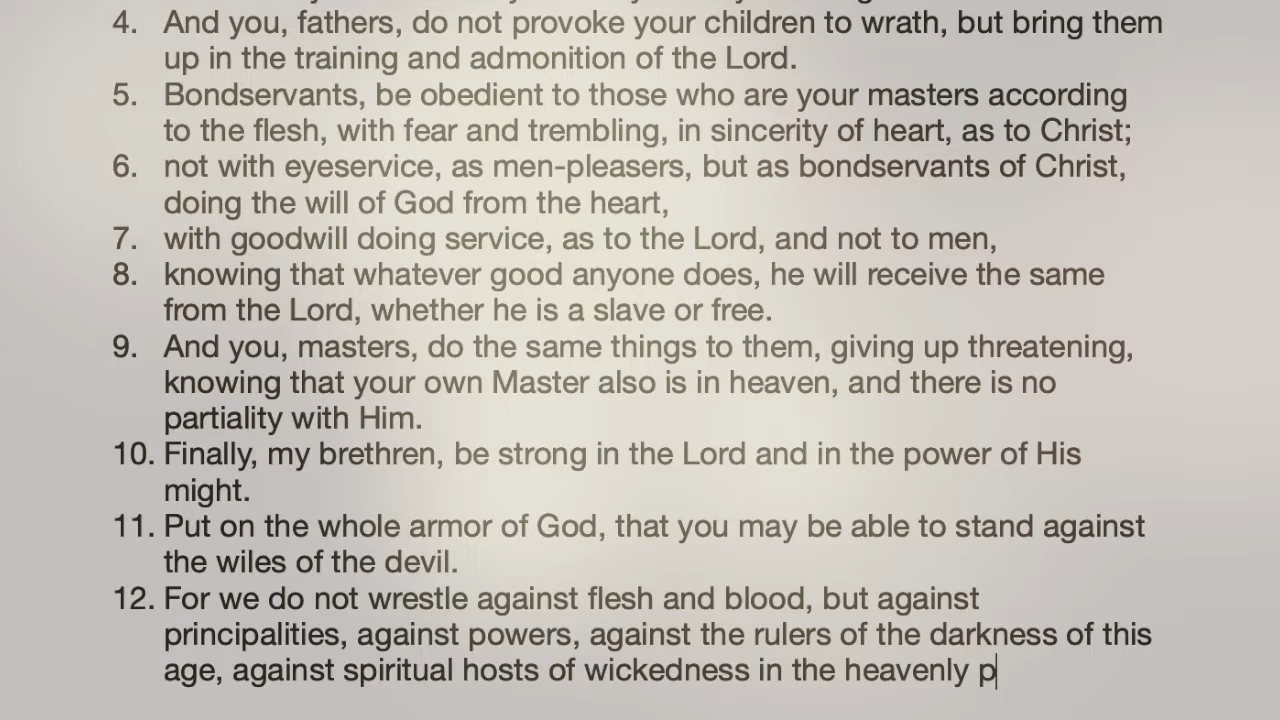 4. And you, fathers, do not provoke your children to wrath, but bring them
up in the training and admonition of the Lord.
5. Bondservants, be obedient to those who are your masters according
to the flesh, with fear and trembling, in sincerity of heart, as to Christ;
6. not with eyeservice, as men-pleasers, but as bondservants of Christ,
doing the will of God from the heart,
7. with goodwill doing service, as to the Lord, and not to men,
8. knowing that whatever good anyone does, he will receive the same
from the Lord, whether he is a slave or free.
9. And you, masters, do the same things to them, giving up threatening,
knowing that your own Master also is in heaven, and there is no
partiality with Him.
10. Finally, my brethren, be strong in the Lord and in the power of His
might.
11. Put on the whole armor of God, that you may be able to stand against
the wiles of the devil.
12. For we do not wrestle against flesh and blood, but against
principalities, against powers, against the rulers of the darkness of this
age, against spiritual hosts of wickedness in the heavenly p